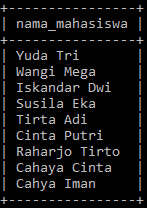 nama_mahasiswa
Yuda Tri
Wangi Mega
Iskandar Dwi
Susila Eka
Tirta Adi
Cinta Putri
Raharjo Tirto
Cahaya Cinta
Cahya Iman